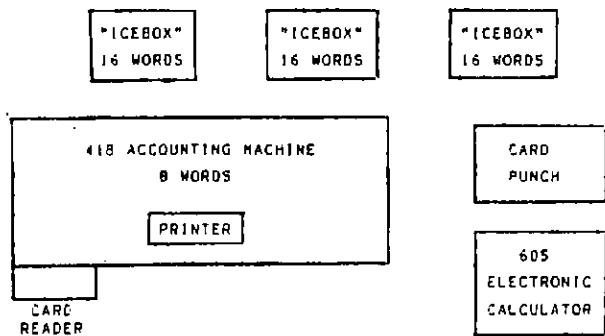 "ICEBOX"
16 WORDS
"ICEBOX"
16 WORDS
"ICEBOX"
16 WORDS
418 ACCOUNTING MACHINE
8 WORDS
PRINTER
CARD
READER
CARD
PUNCH
605
ELECTRONIC
CALCULATOR